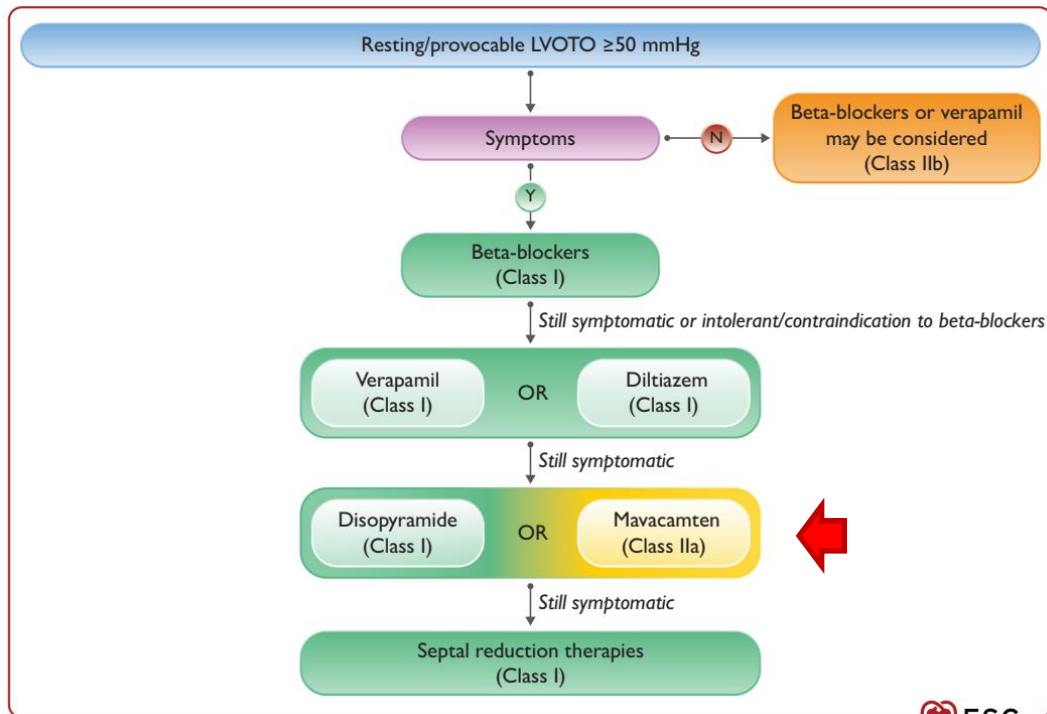 Resting/provocable LVOTO ≥50 mmHg
Symptoms
N
Beta-blockers or verapamil
may be considered
(Class IIb)
Y
Beta-blockers
(Class I)
Still symptomatic or intolerant/contraindication to beta-blockers
Verapamil
(Class I)
OR
Diltiazem
(Class I)
Still symptomatic
Disopyramide
(Class I)
OR
Mavacamten
(Class IIa)
Still symptomatic
Septal reduction therapies
(Class I)
ESC